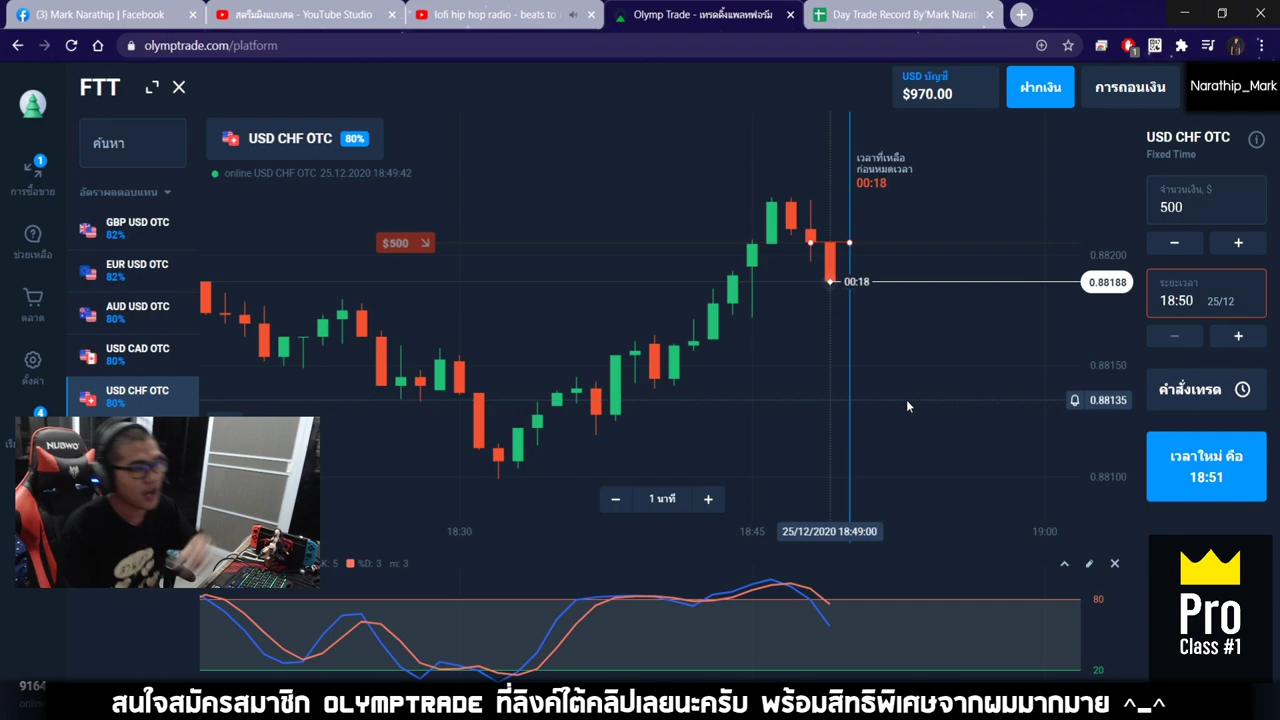 (3) Mark Narathip | Facebook
สตรีมมิงแบบสด - YouTube Studio
lofi hip hop radio - beats to
Olymp Trade - เทรดดิ้งแพลทฟอร์ม
Day Trade Record By Mark Narat
olymptrade.com/platform
FTT
USD บัญชี
$970.00
ฝากเงิน
การถอนเงิน
Narathip_Mark
ค้นหา
USD CHF OTC 80%
online USD CHF OTC 25.12.2020 18:49:42
อัตราผลตอบแทน
1
การซื้อขาย
ช่วยเหลือ
ตลาด
ตั้งค่า
4
GBP USD OTC
82%
EUR USD OTC
82%
AUD USD OTC
80%
USD CAD OTC
80%
USD CHF OTC
80%
เวลาที่เหลือ
ก่อนหมดเวลา
00:18
$500
00:18
0.88200
0.88188
0.88150
0.88135
0.88100
1 นาที
18:30
18:45
25/12/2020 18:49:00
19:00
K: 5 %D: 3 m: 3
80
20
USD CHF OTC
Fixed Time
จำนวนเงิน, $
500
ระยะเวลา
18:50 25/12
คำสั่งเทรด
เวลาใหม่ คือ
18:51
NUBWO
Pro
Class #1
9164
สนใจสมัครสมาชิก OLYMPTRADE ที่ลิงค์ใต้คลิปเลยนะครับ พร้อมสิทธิพิเศษจากผมมากมาย ^_^